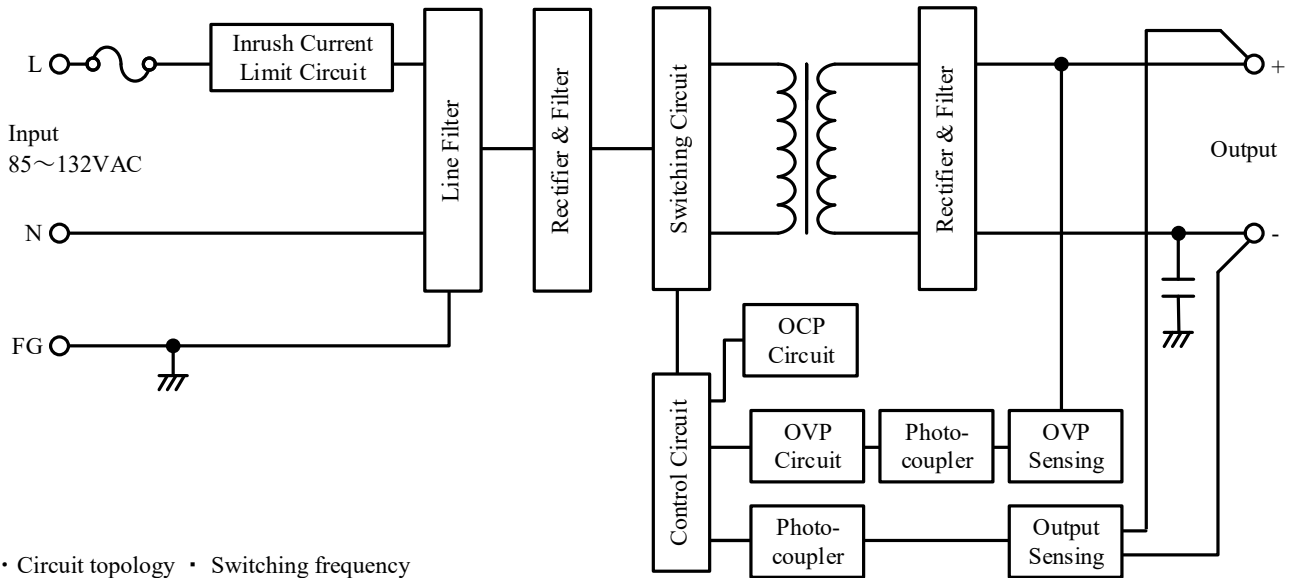 Inrush Current
Limit Circuit
L
Input
85～132VAC
N
FG
Line Filter
Rectifier & Filter
Switching Circuit
Rectifier & Filter
+
Output
-
OCP
Circuit
Control Circuit
OVP
Circuit
Photo-
coupler
OVP
Sensing
Photo-
coupler
Output
Sensing
・Circuit topology ・ Switching frequency